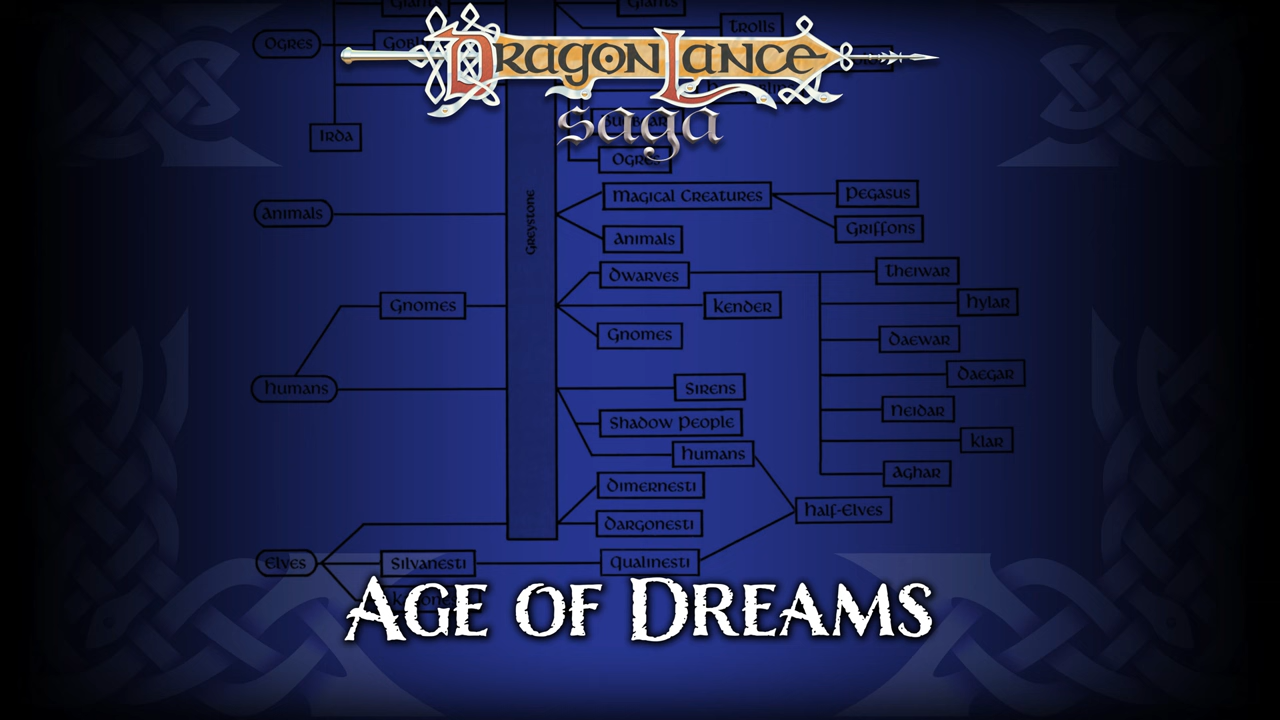 Giants
Giants
Trolls
Ogres
DragonLance
saga
Irda
Ogres
Magical Creatures
Pegasus
Animals
Greystone
Griffons
Animals
Dwarves
Theiwar
Gnomes
Kender
Hylar
Gnomes
Daewar
Daegar
Humans
Sirens
Neidar
Shadow People
Klar
Humans
Aghar
Dimernesti
Half-Elves
Dargonesti
Elves
Silvanesti
Qualinesti
Age of Dreams